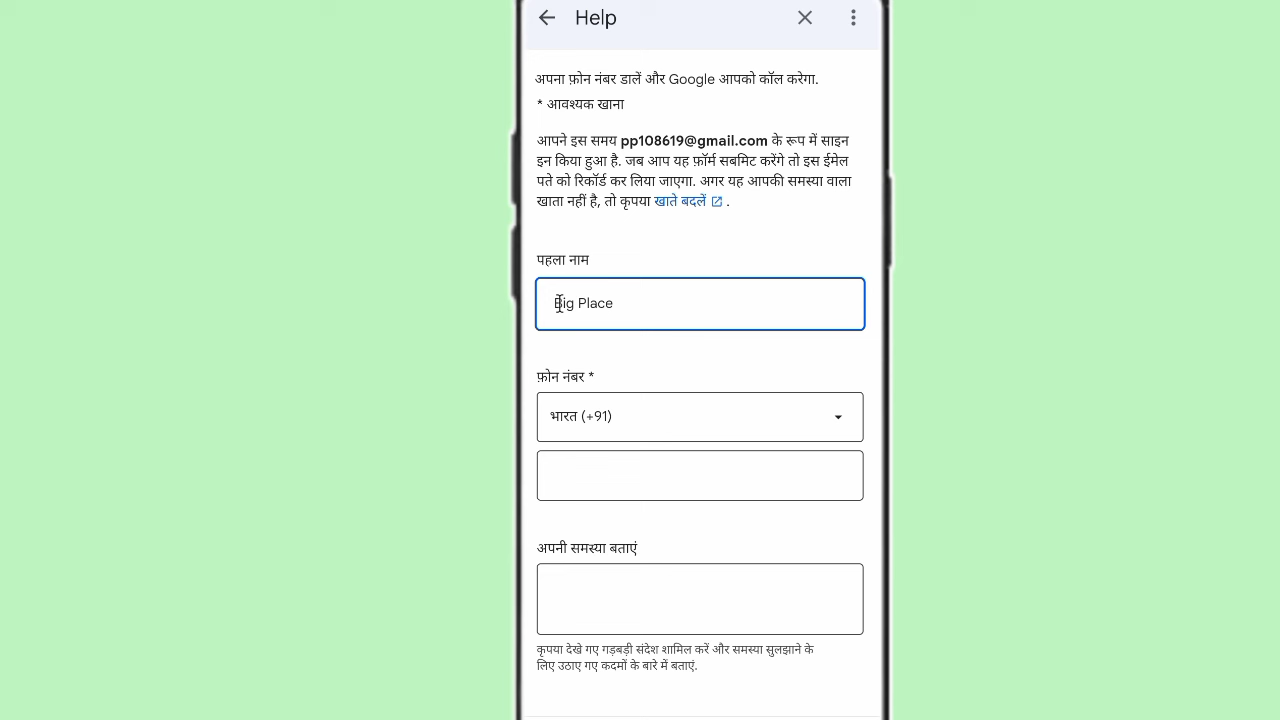 Help
अपना फ़ोन नंबर डालें और Google आपको कॉल करेगा.
* आवश्यक खाना
आपने इस समय pp108619@gmail.com के रूप में साइन
इन किया हुआ है. जब आप यह फ़ॉर्म सबमिट करेंगे तो इस ईमेल
पते को रिकॉर्ड कर लिया जाएगा. अगर यह आपकी समस्या वाला
खाता नहीं है, तो कृपया खाते बदलें .
पहला नाम
Big Place
फ़ोन नंबर *
भारत (+91)
अपनी समस्या बताएं
कृपया देखे गए गड़बड़ी संदेश शामिल करें और समस्या सुलझाने के
लिए उठाए गए कदमों के बारे में बताएं.